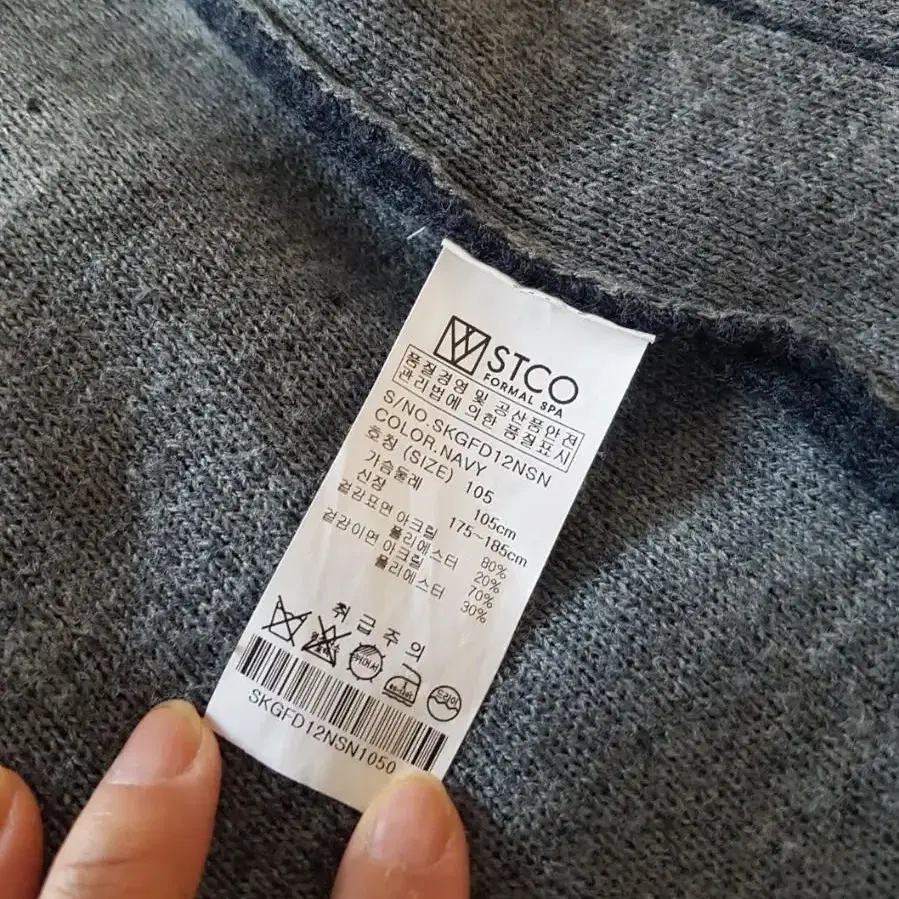 STCO
FORMAL SPA
품질경영 및 공산품안전
관리법에 의한 품질표시
S/NO.SKGFD12NSN
COLOR.NAVY
호칭 (SIZE) 105
가슴둘레 105cm
신장 175~185cm
겉감표면 아크릴 80%
폴리에스터 20%
겉감이면 아크릴 70%
폴리에스터 30%
취급주의
드라이
SKGFD12NSN1050